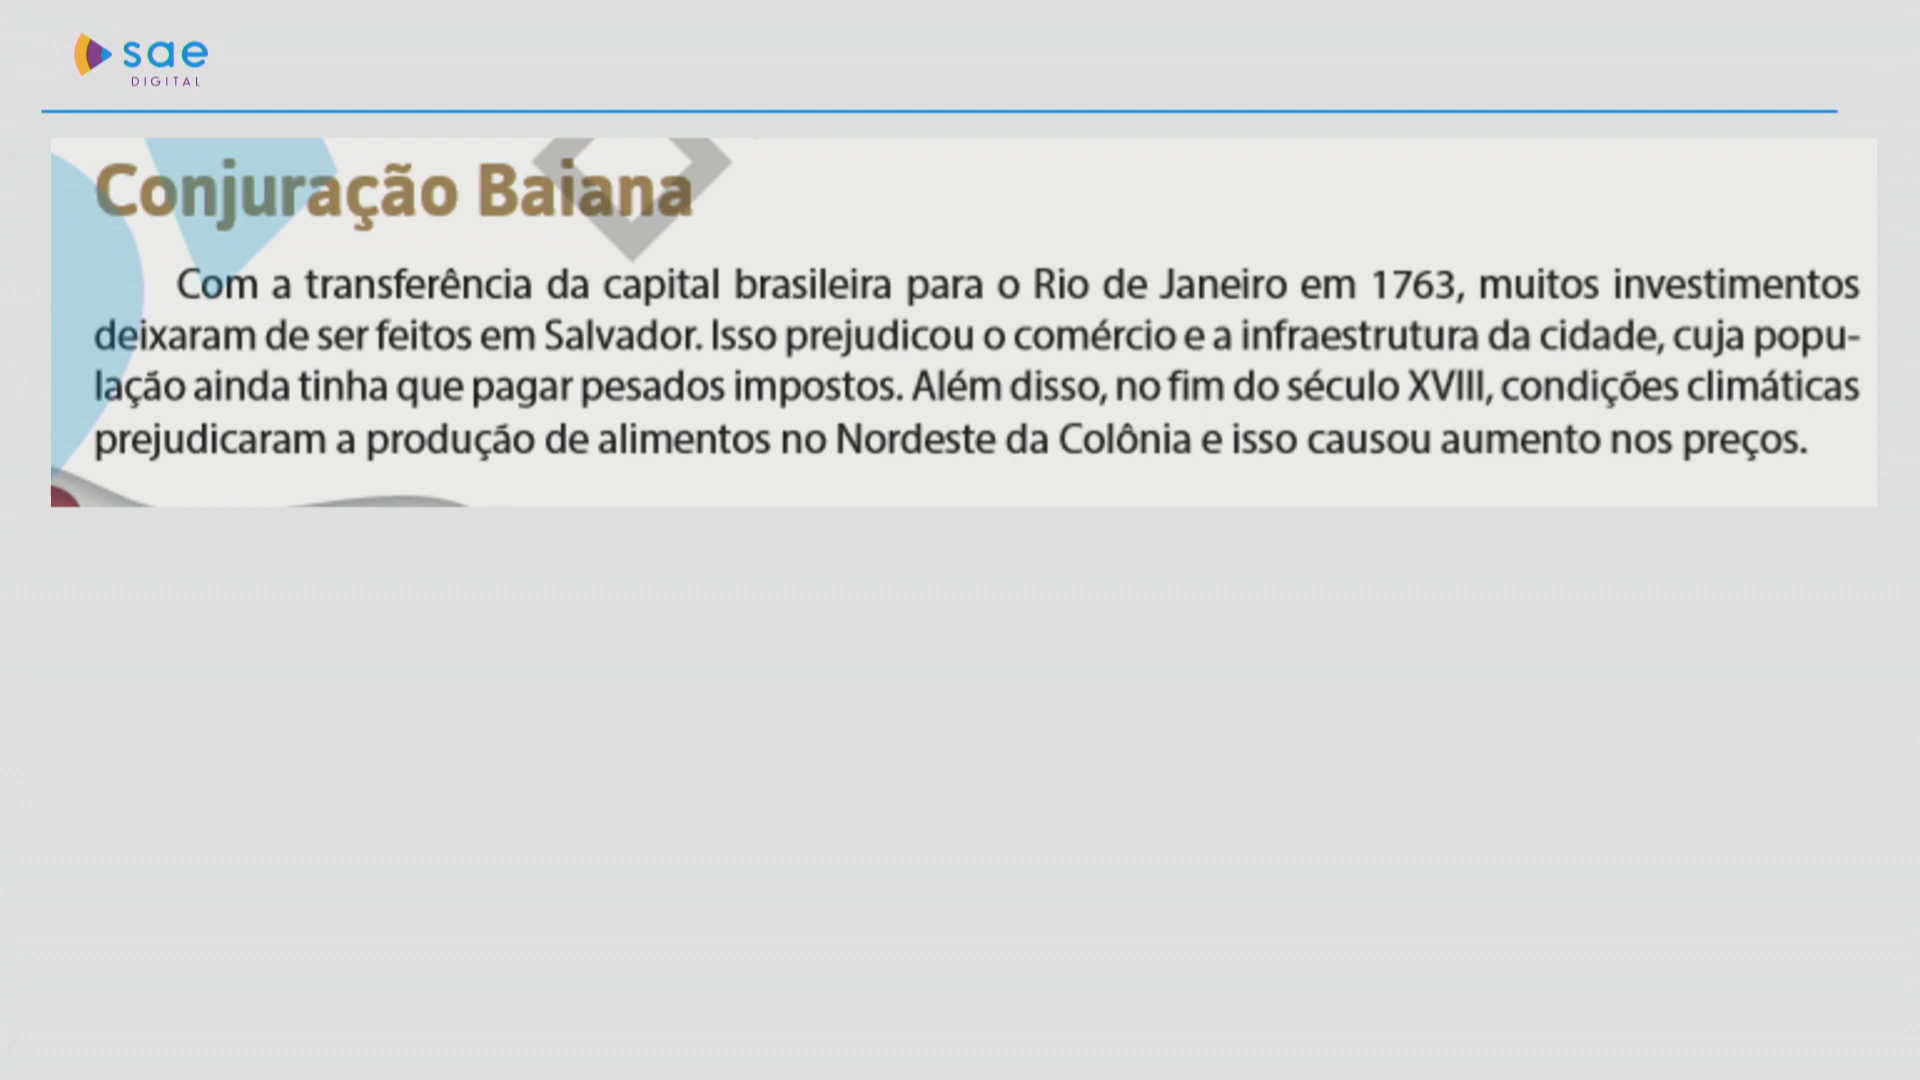 sae
DIGITAL
Conjuração Baiana
Com a transferência da capital brasileira para o Rio de Janeiro em 1763, muitos investimentos
deixaram de ser feitos em Salvador. Isso prejudicou o comércio e a infraestrutura da cidade, cuja popu-
lação ainda tinha que pagar pesados impostos. Além disso, no fim do século XVIII, condições climáticas
prejudicaram a produção de alimentos no Nordeste da Colônia e isso causou aumento nos preços.